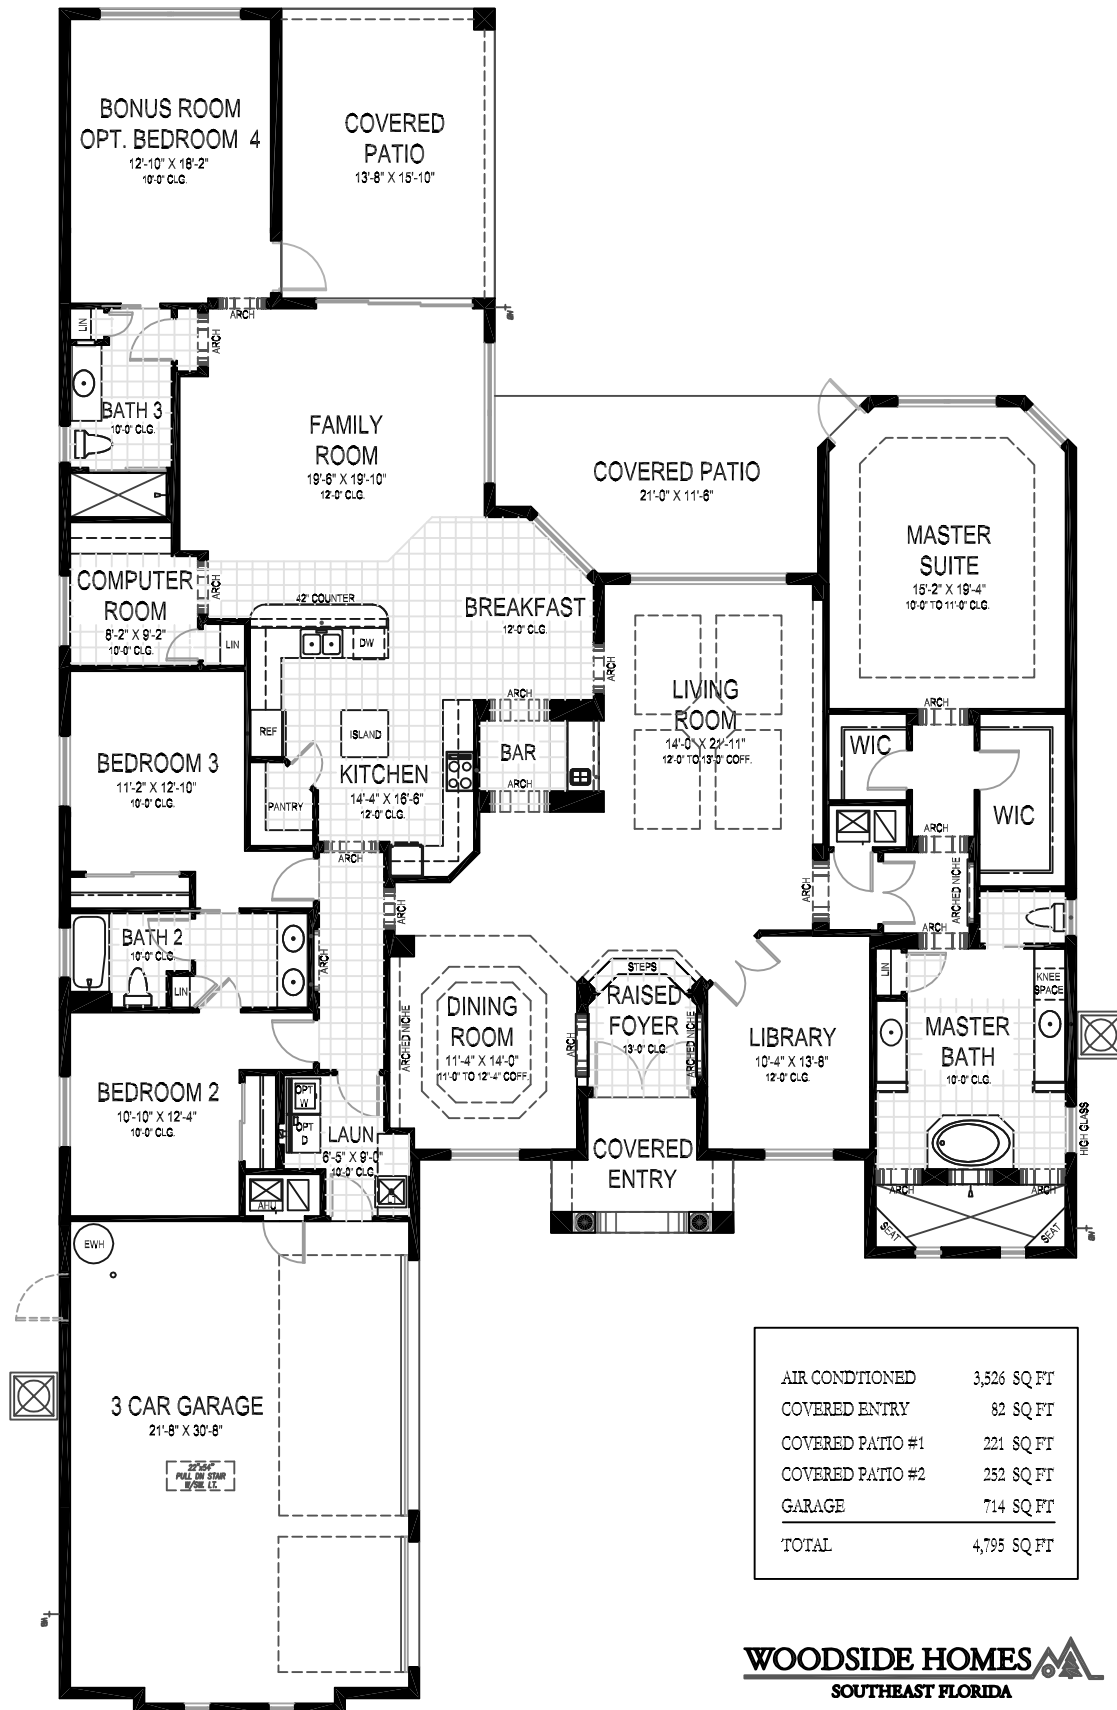 BONUS ROOM
OPT. BEDROOM 4
12'-10" X 18'-2"
10'-0" CLG.
COVERED
PATIO
13'-8" X 15'-10"
ARCH
LIN
ARCH
BATH 3
10'-0" CLG.
FAMILY
ROOM
19'-6" X 19'-10"
12'-0" CLG.
COVERED PATIO
21'-0" X 11'-6"
MASTER
SUITE
15'-2" X 19'-4"
10'-0" TO 11'-0" CLG.
COMPUTER
ROOM
8'-2" X 9'-2"
10'-0" CLG.
ARCH
LIN
42" COUNTER
DW
BREAKFAST
12'-0" CLG.
ARCH
ARCH
LIVING
ROOM
14'-0" X 21'-11"
12'-0" TO 13'-0" COFF.
ARCH
REF
ISLAND
BAR
ARCH
WIC
WIC
BEDROOM 3
11'-2" X 12'-10"
10'-0" CLG.
KITCHEN
14'-4" X 16'-6"
12'-0" CLG.
PANTRY
ARCH
ARCH
ARCH
ARCH
ARCHED NICHE
ARCH
BATH 2
10'-0" CLG.
LIN
ARCH
STEPS
RAISED
FOYER
13'-0" CLG.
ARCH
ARCHED NICHE
DINING
ROOM
11'-4" X 14'-0"
11'-0" TO 12'-4" COFF.
ARCHED NICHE
LIBRARY
10'-4" X 13'-8"
12'-0" CLG.
LIN
KNEE
SPACE
MASTER
BATH
10'-0" CLG.
HIGH GLASS
BEDROOM 2
10'-10" X 12'-4"
10'-0" CLG.
OPT
W
OPT
D
LAUN
6'-5" X 9'-0"
10'-0" CLG.
LT
AHU
COVERED
ENTRY
ARCH
ARCH
SEAT
SEAT
EWH
3 CAR GARAGE
21'-8" X 30'-8"
22"x54"
PULL DN STAIR
W/SW. LT.
AIR CONDTIONED 3,526 SQ FT
COVERED ENTRY 82 SQ FT
COVERED PATIO #1 221 SQ FT
COVERED PATIO #2 252 SQ FT
GARAGE 714 SQ FT
TOTAL 4,795 SQ FT
WOODSIDE HOMES
SOUTHEAST FLORIDA